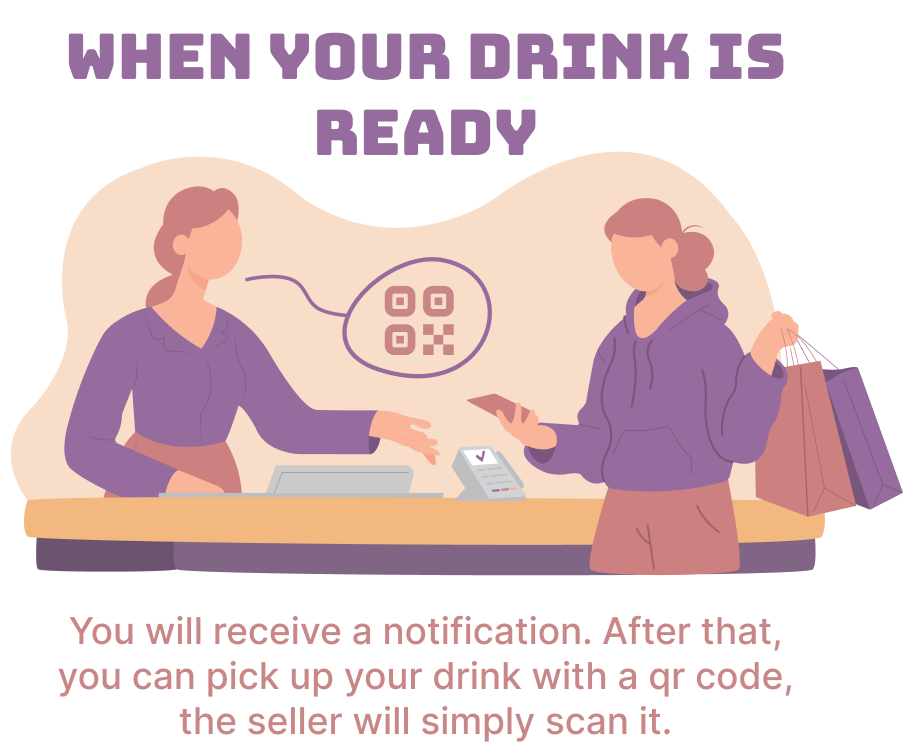 WHEN YOUR DRINK IS
READY
You will receive a notification. After that,
you can pick up your drink with a qr code,
the seller will simply scan it.